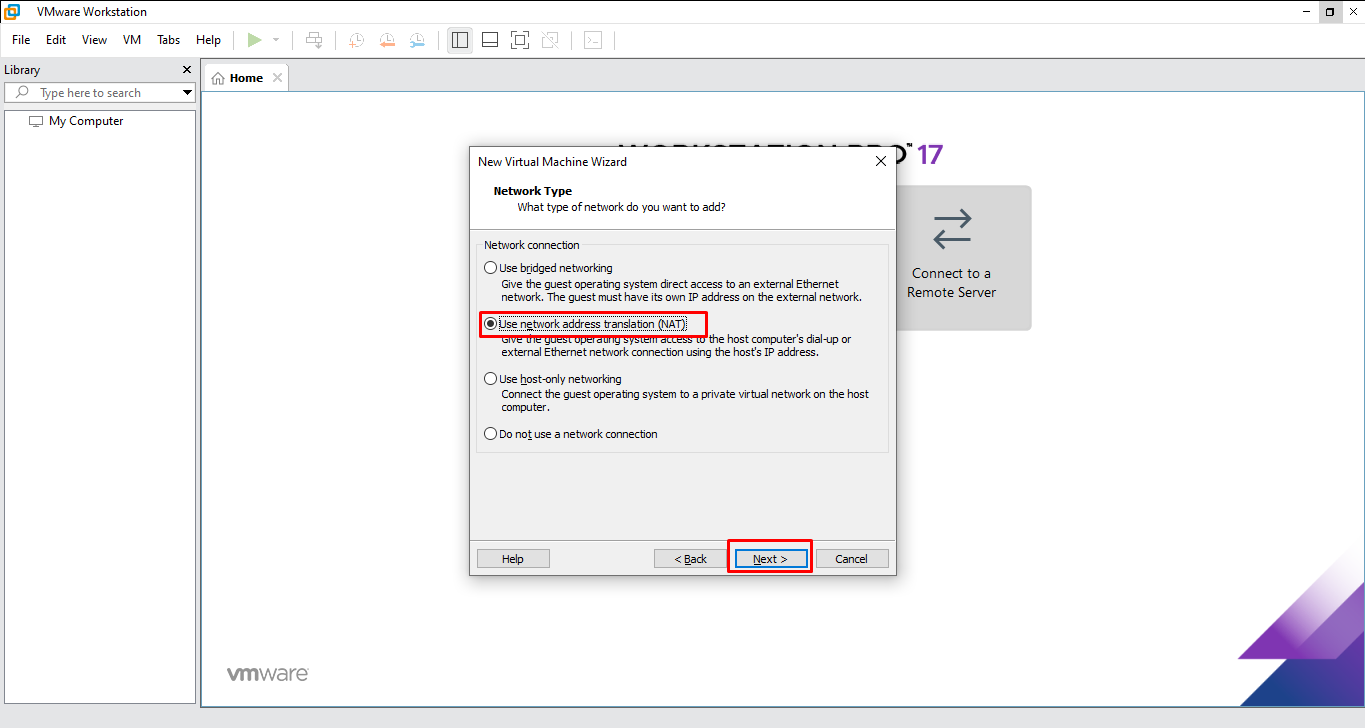 VMware Workstation
File Edit View VM Tabs Help
Library
Type here to search
My Computer
Home
WORKSTATION PRO™ 17
New Virtual Machine Wizard
Network Type
What type of network do you want to add?
Network connection
Use bridged networking
Give the guest operating system direct access to an external Ethernet
network. The guest must have its own IP address on the external network.
Use network address translation (NAT)
Give the guest operating system access to the host computer's dial-up or
external Ethernet network connection using the host's IP address.
Use host-only networking
Connect the guest operating system to a private virtual network on the host
computer.
Do not use a network connection
Help
< Back
Next >
Cancel
Connect to a
Remote Server
vmware